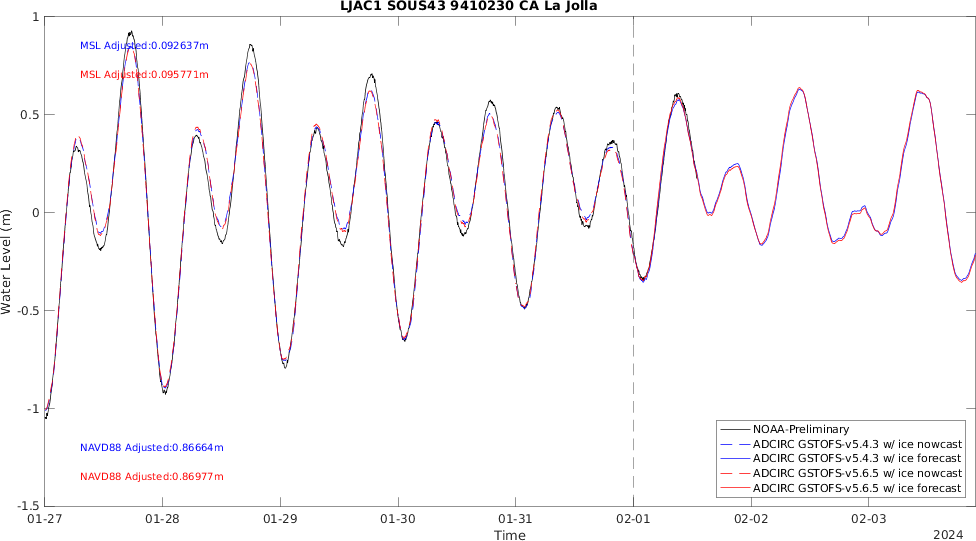 LJAC1 SOUS43 9410230 CA La Jolla
MSL Adjusted:0.092637m
MSL Adjusted:0.095771m
Water Level (m)
1
0.5
0
-0.5
-1
-1.5
NAVD88 Adjusted:0.86664m
NAVD88 Adjusted:0.86977m
NOAA-Preliminary
ADCIRC GSTOFS-v5.4.3 w/ ice nowcast
ADCIRC GSTOFS-v5.4.3 w/ ice forecast
ADCIRC GSTOFS-v5.6.5 w/ ice nowcast
ADCIRC GSTOFS-v5.6.5 w/ ice forecast
01-27 01-28 01-29 01-30 01-31 02-01 02-02 02-03
Time
2024